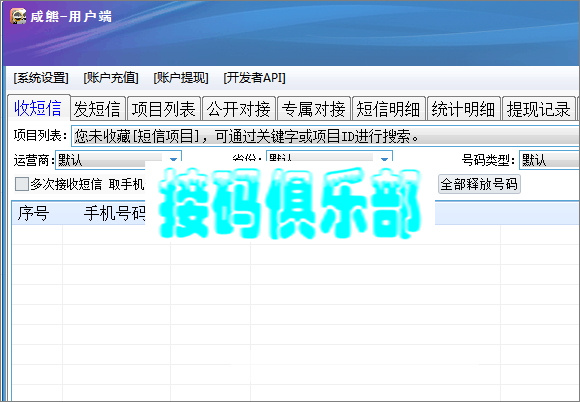 咸熊-用户端
[系统设置] [账户充值] [账户提现] [开发者API]
收短信 发短信 项目列表 公开对接 专属对接 短信明细 统计明细 提现记录
项目列表: 您未收藏[短信项目]，可通过关键字或项目ID进行搜索。
运营商: 默认 省份: 默认 号码类型: 默认
多次接收短信 取手机 全部释放号码
序号 手机号码
接码俱乐部